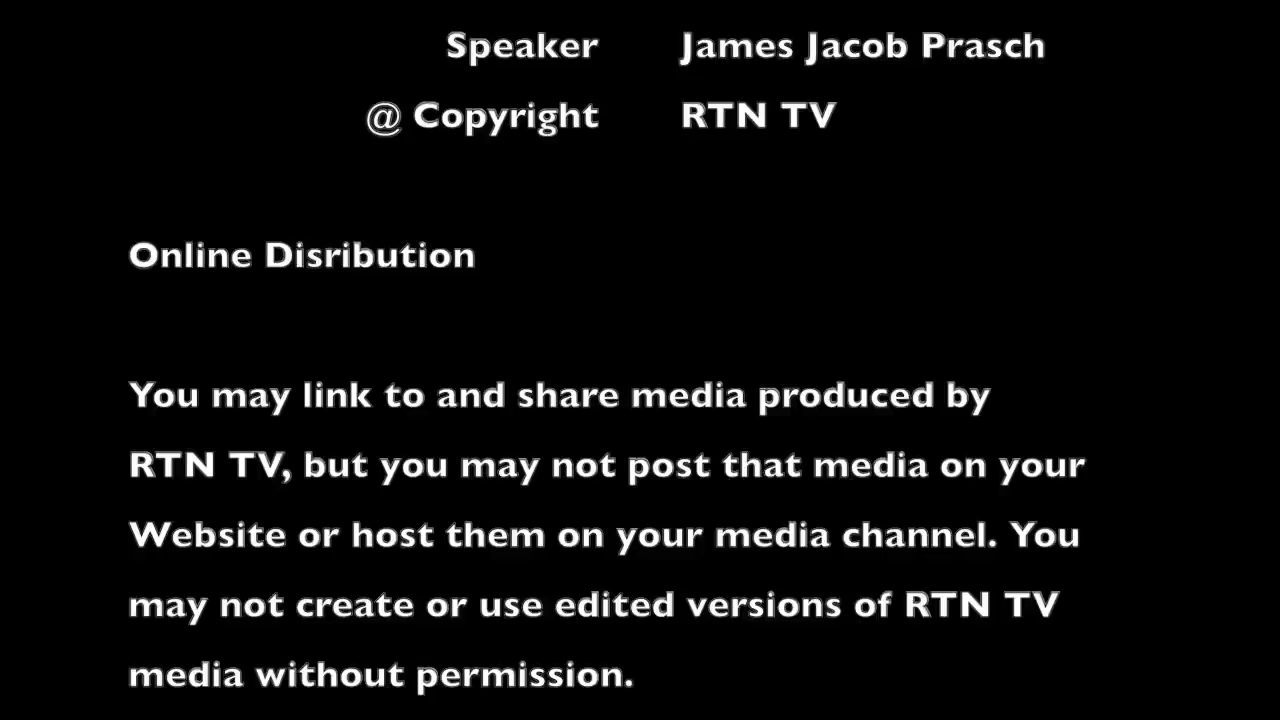 Speaker James Jacob Prasch
@ Copyright RTN TV
Online Disribution
You may link to and share media produced by
RTN TV, but you may not post that media on your
Website or host them on your media channel. You
may not create or use edited versions of RTN TV
media without permission.